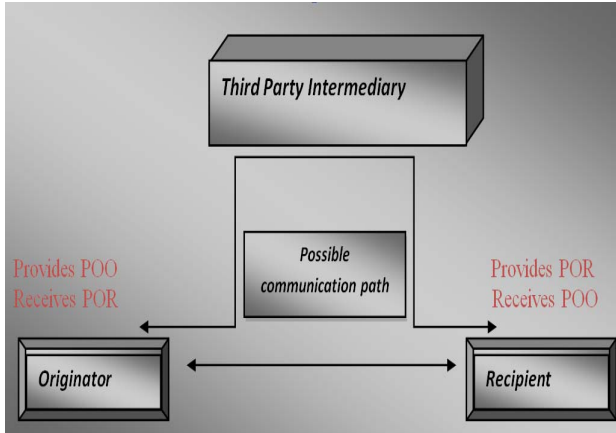 Third Party Intermediary
Possible
communication path
Provides POO
Receives POR
Provides POR
Receives POO
Originator
Recipient